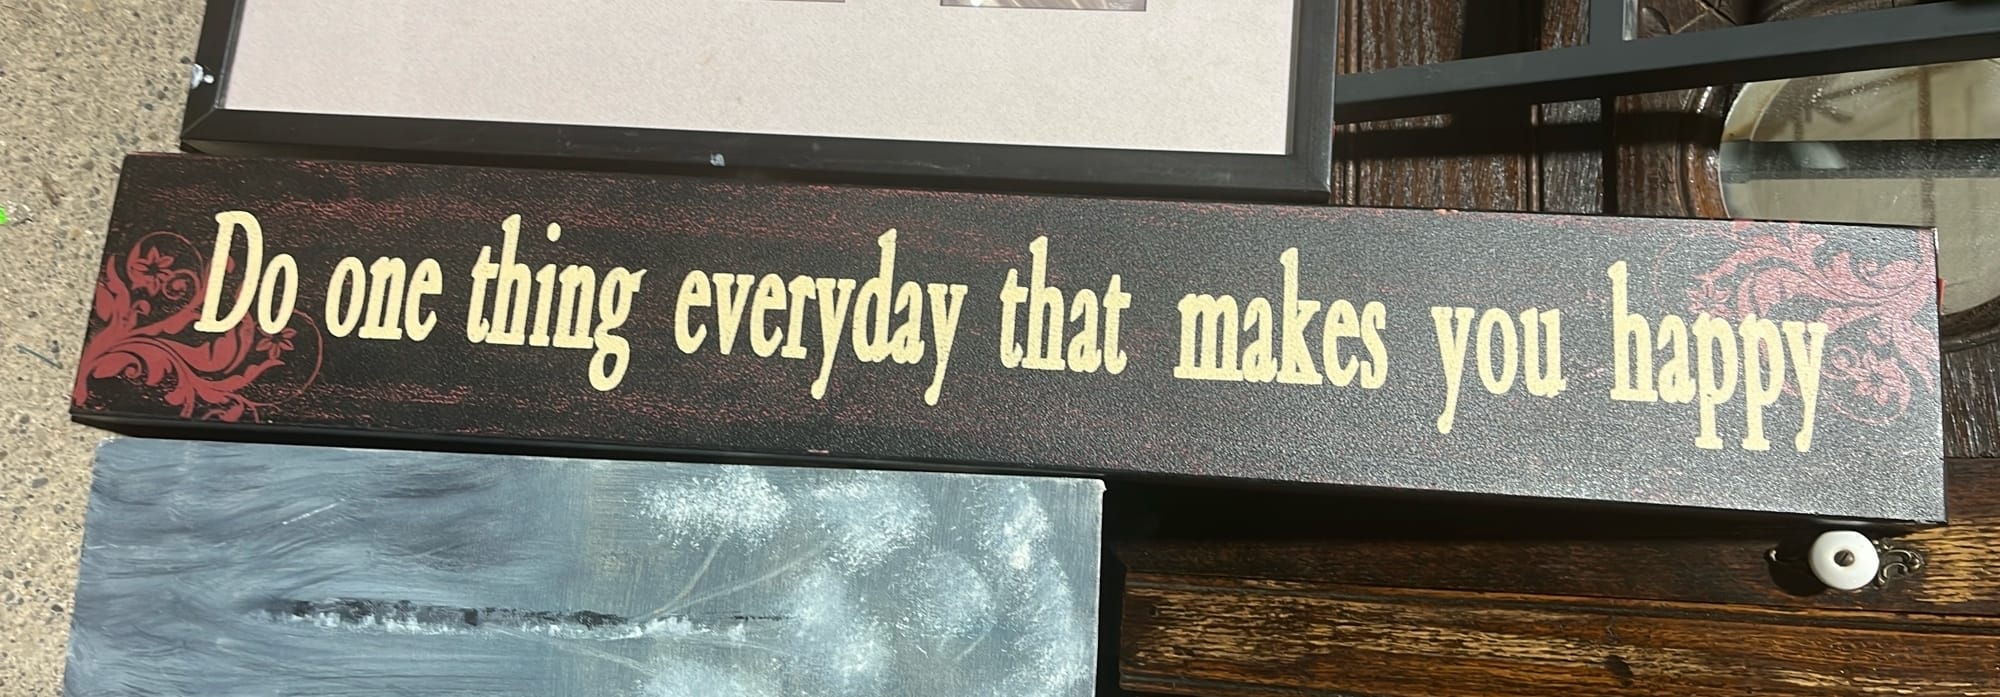 Do one thing everyday that makes you happy